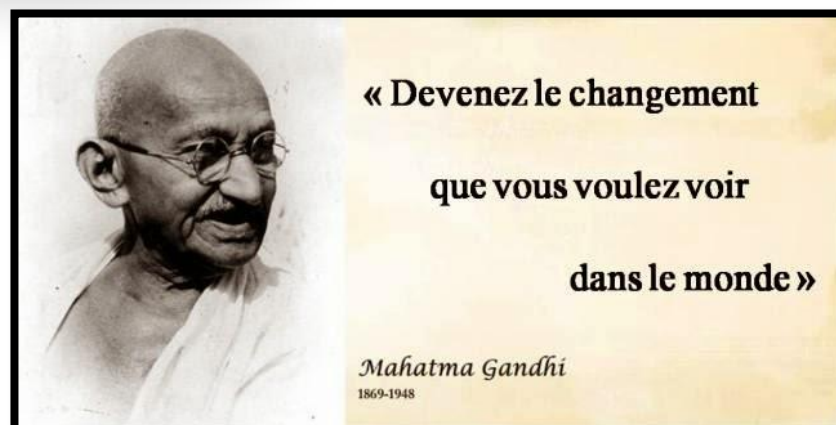 « Devenez le changement
que vous voulez voir
dans le monde »
Mahatma Gandhi
1869-1948